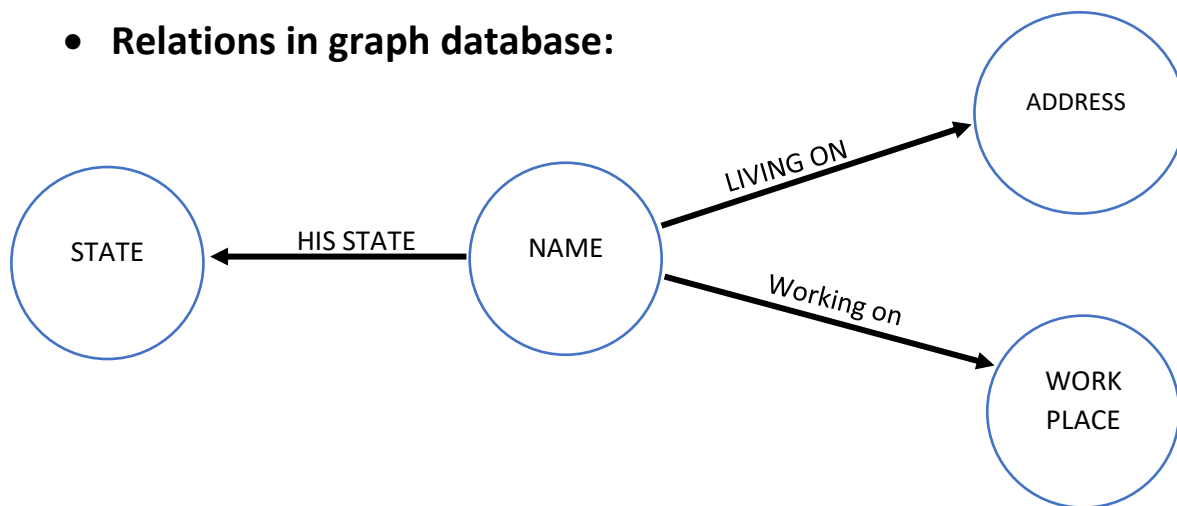 • Relations in graph database:
ADDRESS
LIVING ON
STATE
HIS STATE
NAME
Working on
WORK
PLACE